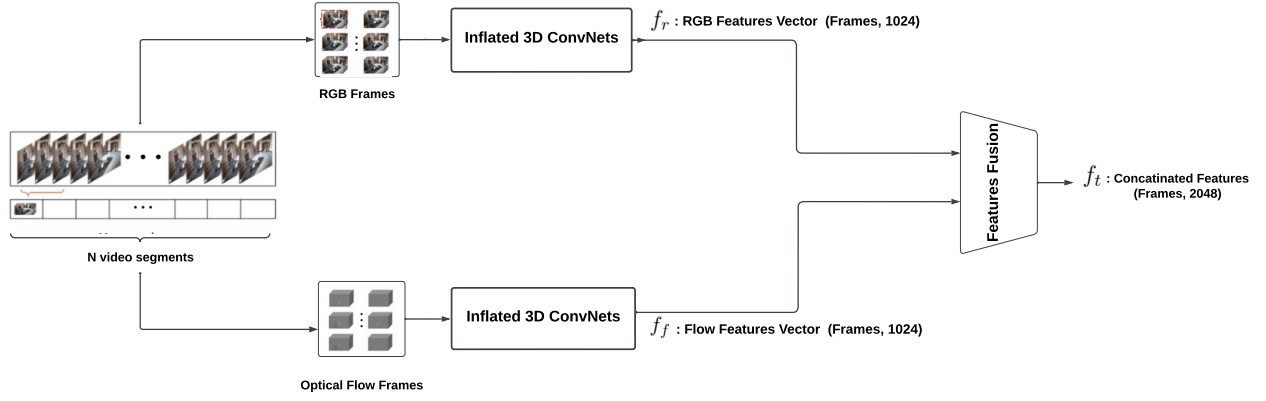 Inflated 3D ConvNets
f_r : RGB Features Vector (Frames, 1024)
RGB Frames
Features Fusion
f_t : Concatinated Features
(Frames, 2048)
N video segments
Inflated 3D ConvNets
f_f : Flow Features Vector (Frames, 1024)
Optical Flow Frames